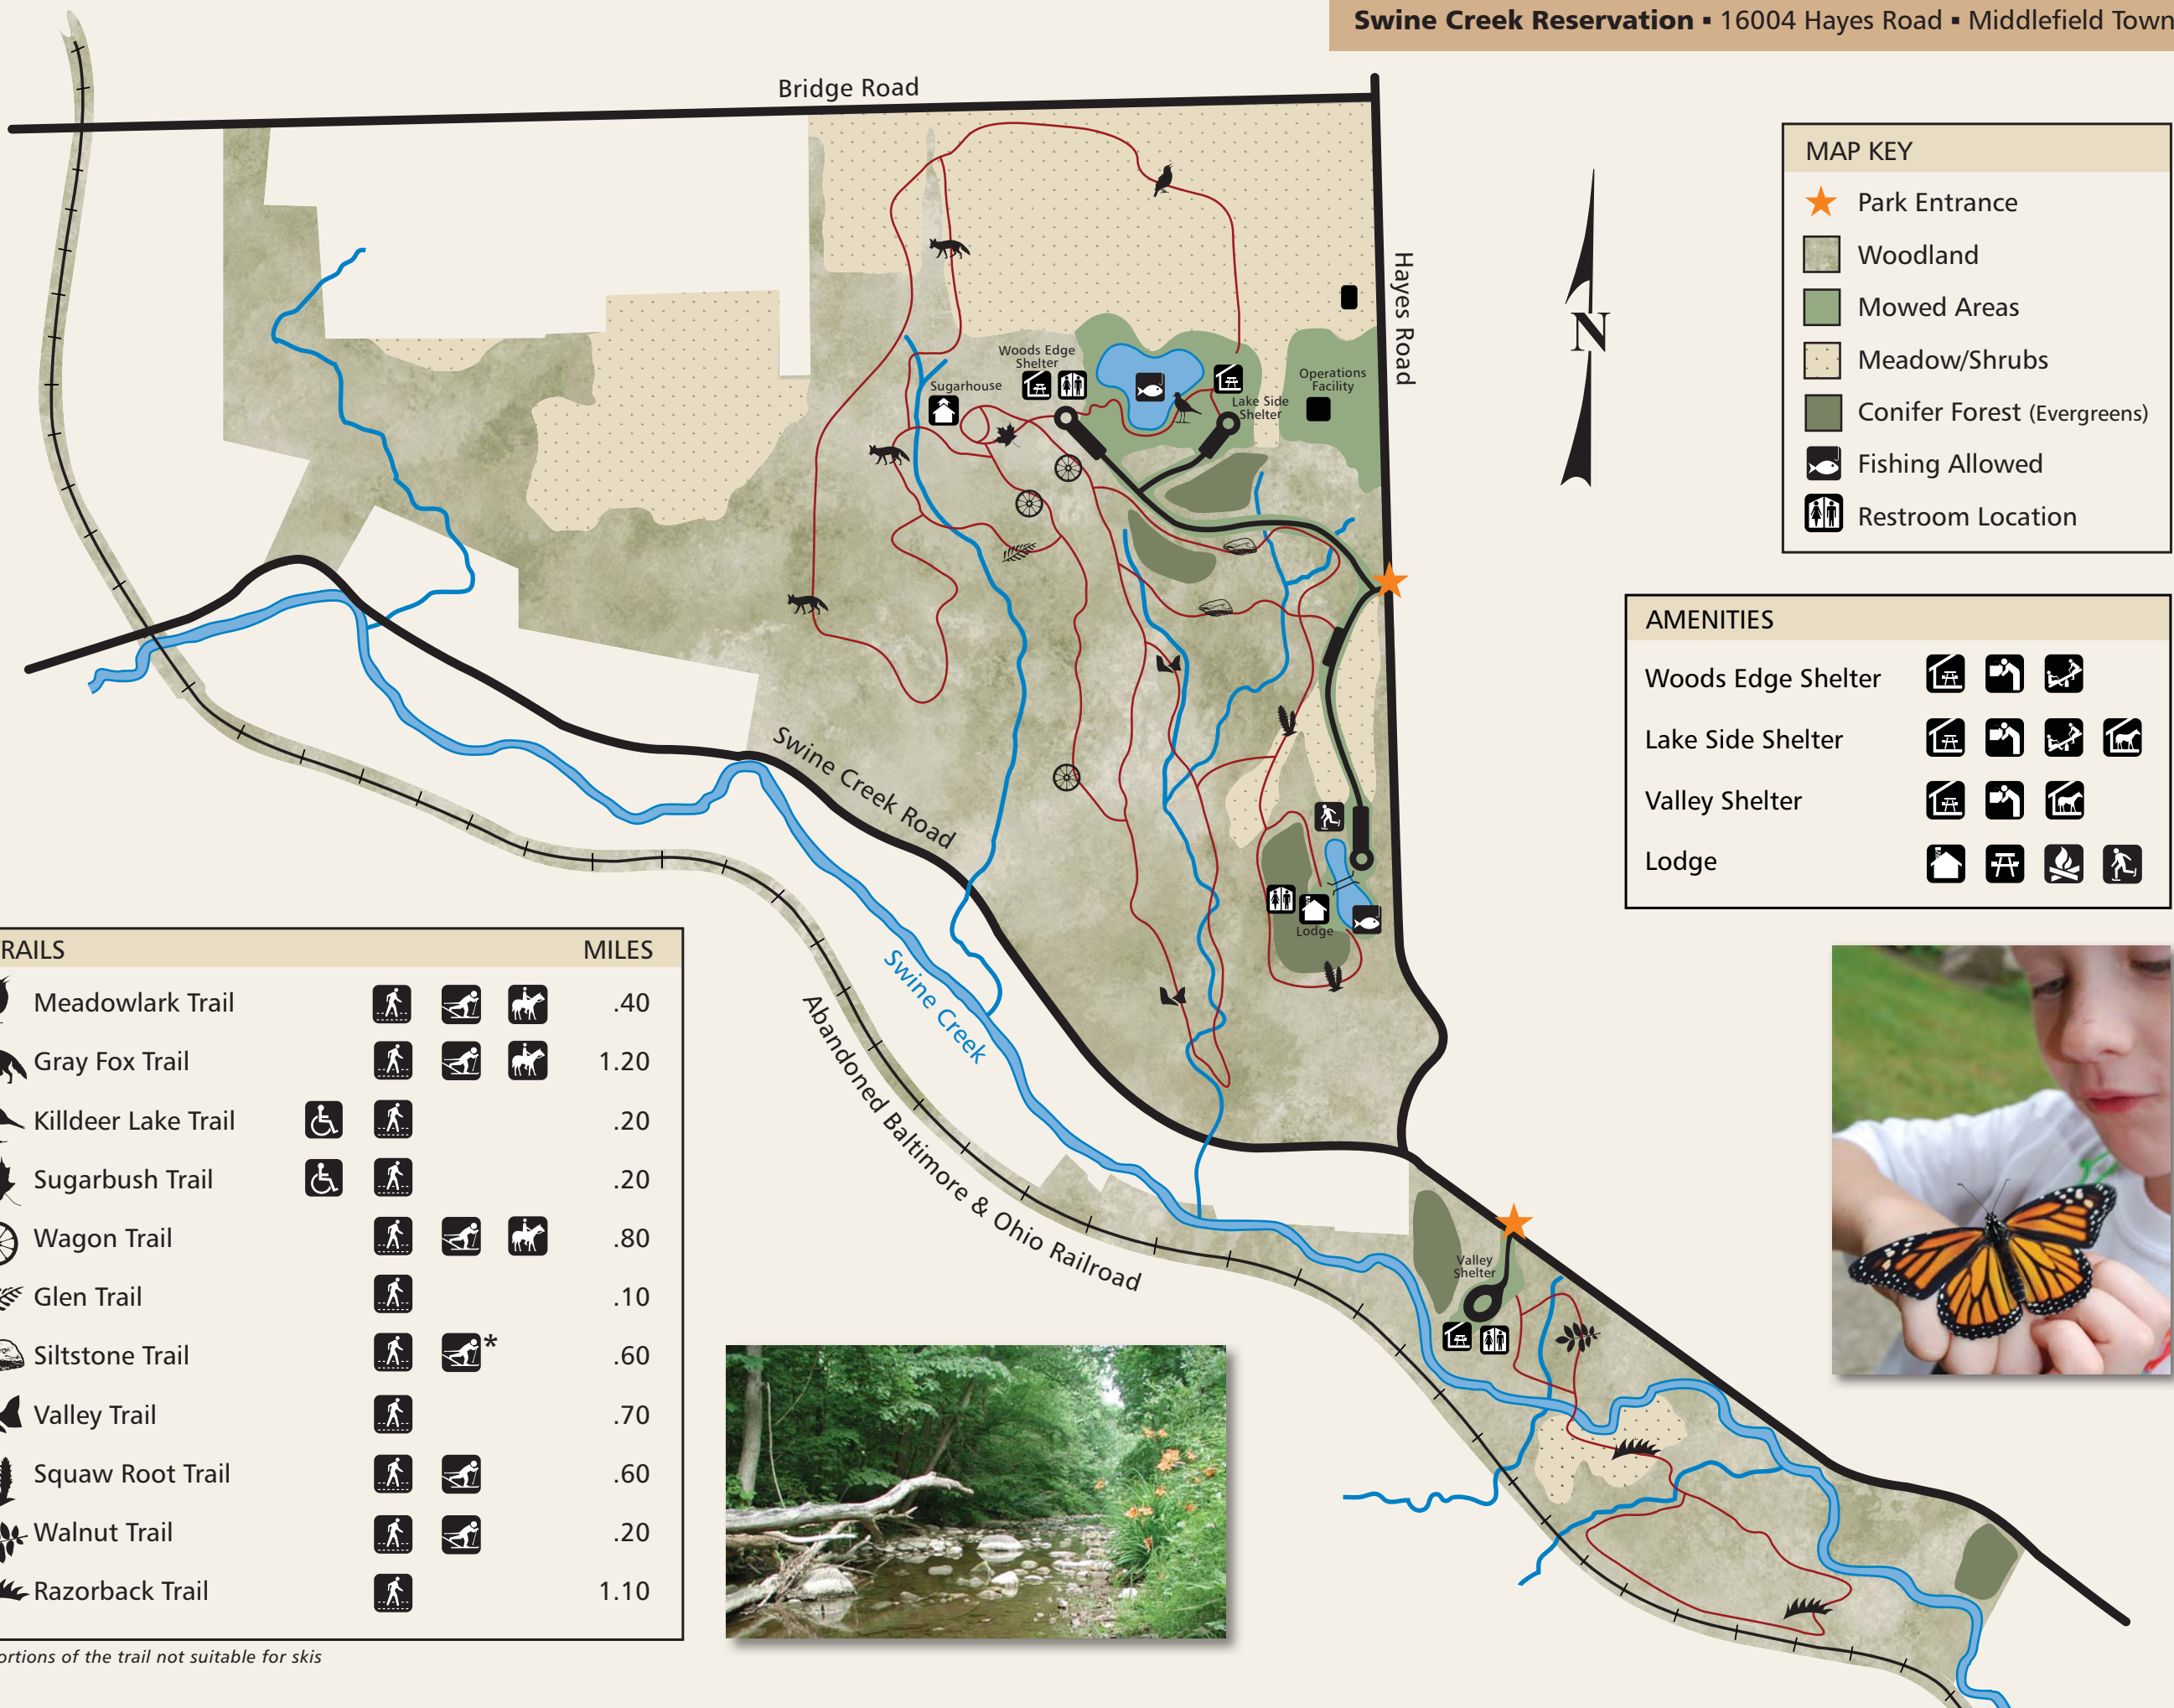 Swine Creek Reservation ▪ 16004 Hayes Road ▪ Middlefield Town
Bridge Road
Hayes Road
N
MAP KEY
Park Entrance
Woodland
Mowed Areas
Meadow/Shrubs
Conifer Forest (Evergreens)
Fishing Allowed
Restroom Location
Woods Edge
Shelter
Sugarhouse
Operations
Facility
Lake Side
Shelter
AMENITIES
Woods Edge Shelter
Lake Side Shelter
Valley Shelter
Lodge
Swine Creek Road
Lodge
Swine Creek
Abandoned Baltimore & Ohio Railroad
Valley
Shelter
RAILS MILES
Meadowlark Trail .40
Gray Fox Trail 1.20
Killdeer Lake Trail .20
Sugarbush Trail .20
Wagon Trail .80
Glen Trail .10
Siltstone Trail * .60
Valley Trail .70
Squaw Root Trail .60
Walnut Trail .20
Razorback Trail 1.10
ortions of the trail not suitable for skis